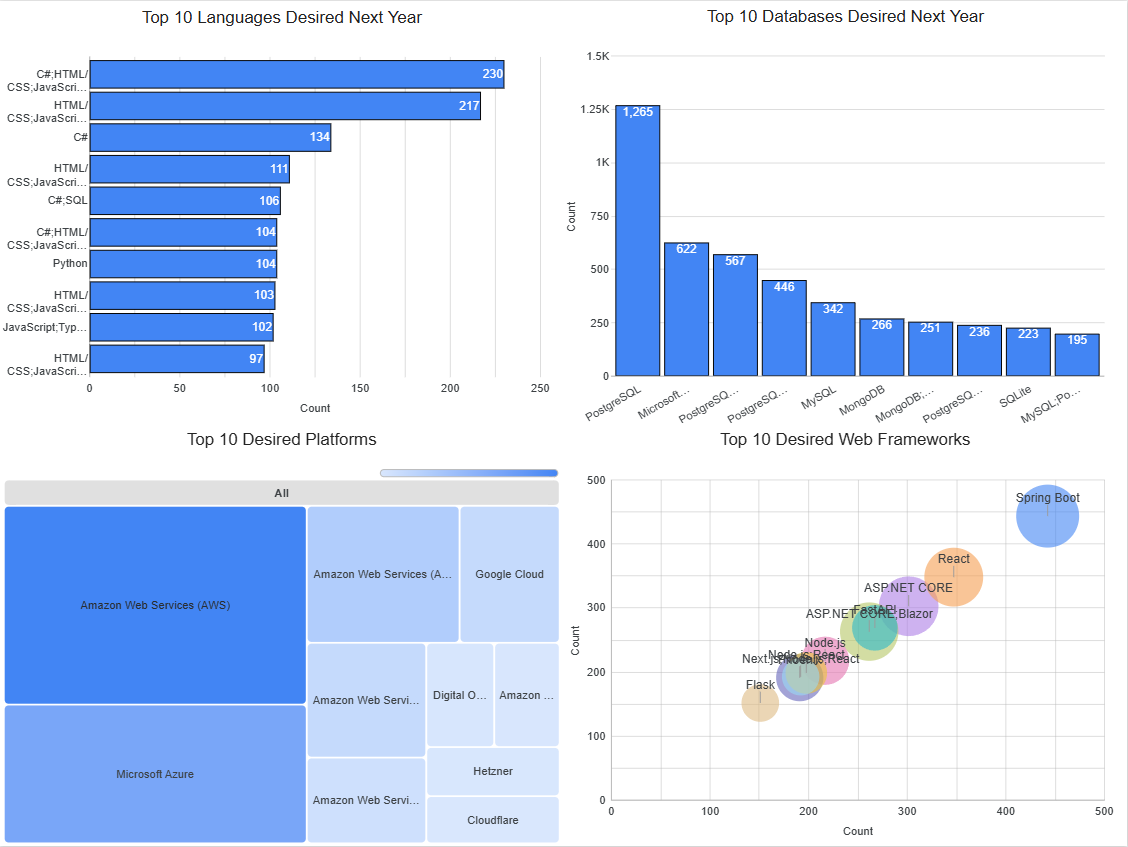 Top 10 Languages Desired Next Year
C#;HTML/
CSS;JavaScri…
230
HTML/
CSS;JavaScri…
217
C#
134
HTML/
CSS;JavaScri…
111
C#;SQL
106
C#;HTML/
CSS;JavaScri…
104
Python
104
HTML/
CSS;JavaScri…
103
JavaScript;Typ…
102
HTML/
CSS;JavaScri…
97
0 50 100 150 200 250
Count
Top 10 Databases Desired Next Year
1.5K
1.25K
1K
750
500
250
0
Count
1,265
622
567
446
342
266
251
236
223
195
PostgreSQL
Microsoft…
PostgreSQ…
PostgreSQ…
MySQL
MongoDB
MongoDB;…
PostgreSQ…
SQLite
MySQL;Po…
Top 10 Desired Platforms
All
Amazon Web Services (AWS)
Microsoft Azure
Amazon Web Services (A…
Google Cloud
Amazon Web Servi…
Digital O…
Amazon …
Amazon Web Servi…
Hetzner
Cloudflare
Top 10 Desired Web Frameworks
500
400
300
200
100
0
Count
Spring Boot
React
ASP.NET CORE
FastAPI
ASP.NET CORE;Blazor
Node.js
Node.js;React
Flask
0 100 200 300 400 500
Count